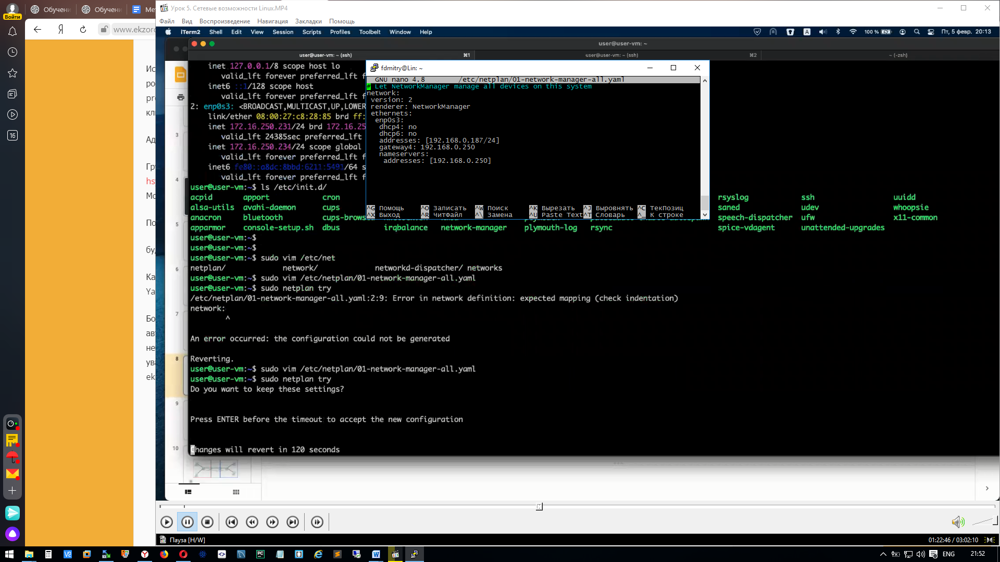 Войти
Обучени
Обучени
Ме
www.ekzoro
16
Урок 5. Сетевые возможности Linux.MP4
Файл Вид Воспроизведение Навигация Закладки Помощь
iTerm2 Shell Edit View Session Scripts Profiles Toolbelt Window Help
A
100 %
Пт, 5 февр. 20:13
user@user-vm: ~
user@user-vm: ~ (ssh) ⌘1
user@user-vm: ~ (ssh) ⌘2
~ (-zsh)
inet 127.0.0.1/8 scope host lo
valid_lft forever preferred_lft f
inet6 ::1/128 scope host
valid_lft forever preferred_lft f
2: enp0s3: <BROADCAST,MULTICAST,UP,LOWER
link/ether 08:00:27:c8:28:85 brd ff:
inet 172.16.250.231/24 brd 172.16.25
valid_lft 24385sec preferred_lft
inet 172.16.250.234/24 scope global
valid_lft forever preferred_lft f
inet6 fe80::a8dc:8bbd:6211:5491/64 s
valid_lft forever preferred_lft f
user@user-vm:~$ ls /etc/init.d/
acpid apport cron
alsa-utils avahi-daemon cups
anacron bluetooth cups-brows
apparmor console-setup.sh dbus irqbalance network-manager plymouth-log rsync
rsyslog ssh uuidd
saned udev whoopsie
speech-dispatcher ufw x11-common
spice-vdagent unattended-upgrades
user@user-vm:~$
user@user-vm:~$
user@user-vm:~$ sudo vim /etc/net
netplan/ network/ networkd-dispatcher/ networks
user@user-vm:~$ sudo vim /etc/netplan/01-network-manager-all.yaml
user@user-vm:~$ sudo netplan try
/etc/netplan/01-network-manager-all.yaml:2:9: Error in network definition: expected mapping (check indentation)
network:
^
An error occurred: the configuration could not be generated
Reverting.
user@user-vm:~$ sudo vim /etc/netplan/01-network-manager-all.yaml
user@user-vm:~$ sudo netplan try
Do you want to keep these settings?
Press ENTER before the timeout to accept the new configuration
Changes will revert in 120 seconds
fdmitry@Lin: ~
GNU nano 4.8 /etc/netplan/01-network-manager-all.yaml
# Let NetworkManager manage all devices on this system
network:
version: 2
renderer: NetworkManager
ethernets:
enp0s3:
dhcp4: no
dhcp6: no
addresses: [192.168.0.187/24]
gateway4: 192.168.0.250
nameservers:
addresses: [192.168.0.250]
^G Помощь ^O Записать ^W Поиск ^K Вырезать ^J Выровнять ^C ТекПозиц
^X Выход ^R ЧитФайл ^\ Замена ^U Paste Text ^T Словарь ^_ К строке
Ис
ро
pr
кл
Ад
Гр
hs
Мо
По
бу
Ка
Ya
Бо
ав
не
ув
ek
3
4
5
6
7
8
9
10
Пауза [H/W]
01:22:46 / 03:02:10
ENG
21:52